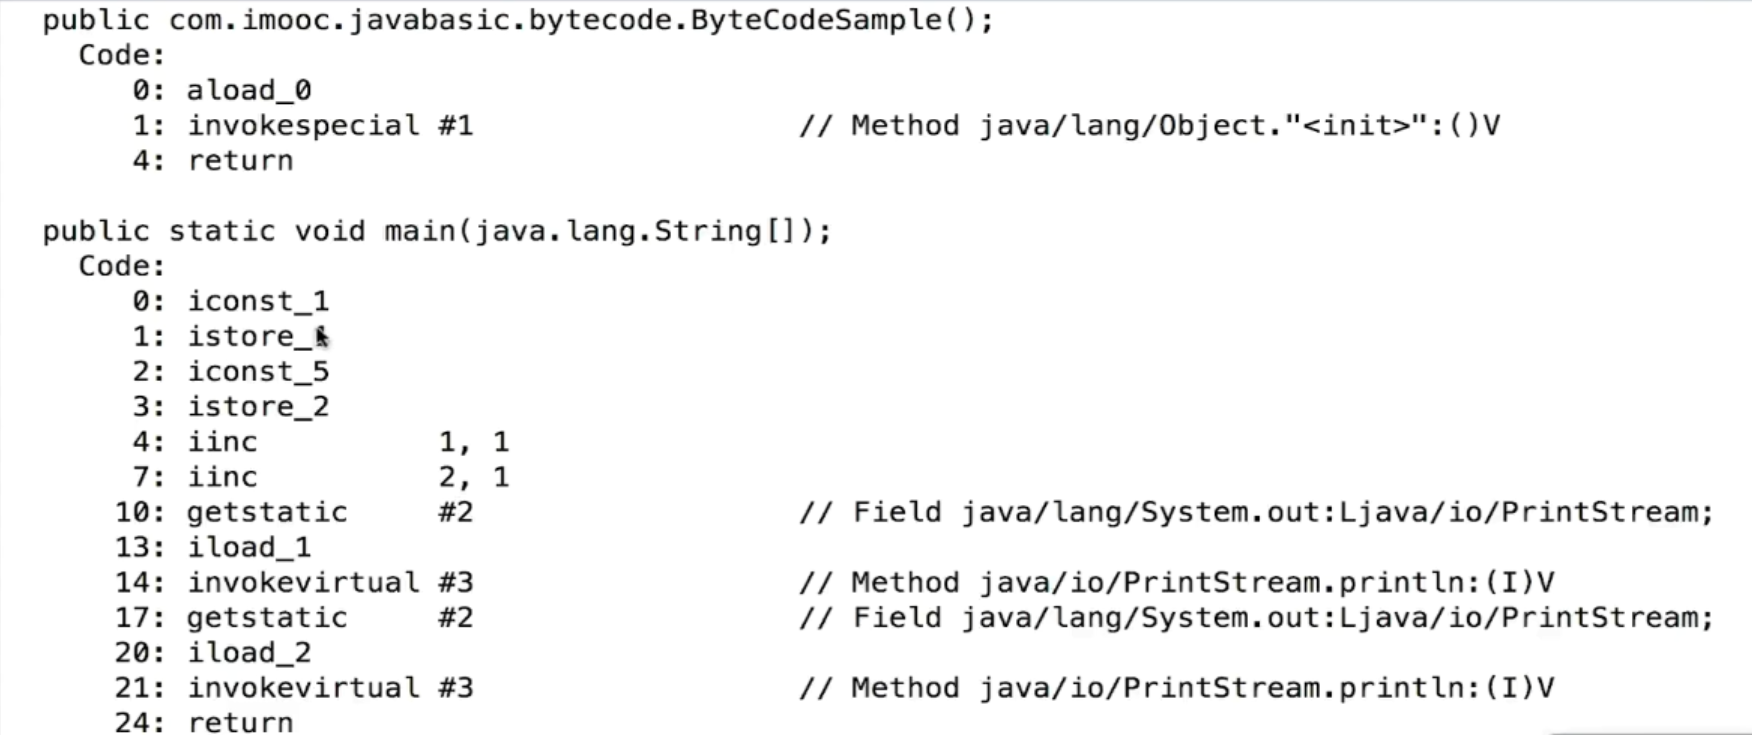 public com.imooc.javabasic.bytecode.ByteCodeSample();
Code:
0: aload_0
1: invokespecial #1 // Method java/lang/Object."<init>":()V
4: return
public static void main(java.lang.String[]);
Code:
0: iconst_1
1: istore_1
2: iconst_5
3: istore_2
4: iinc 1, 1
7: iinc 2, 1
10: getstatic #2 // Field java/lang/System.out:Ljava/io/PrintStream;
13: iload_1
14: invokevirtual #3 // Method java/io/PrintStream.println:(I)V
17: getstatic #2 // Field java/lang/System.out:Ljava/io/PrintStream;
20: iload_2
21: invokevirtual #3 // Method java/io/PrintStream.println:(I)V
24: return